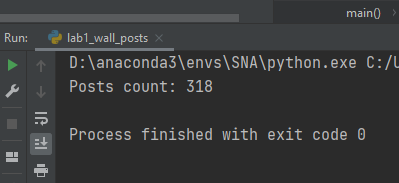 main()
Run: lab1_wall_posts
D:\anaconda3\envs\SNA\python.exe C:/U
Posts count: 318
Process finished with exit code 0